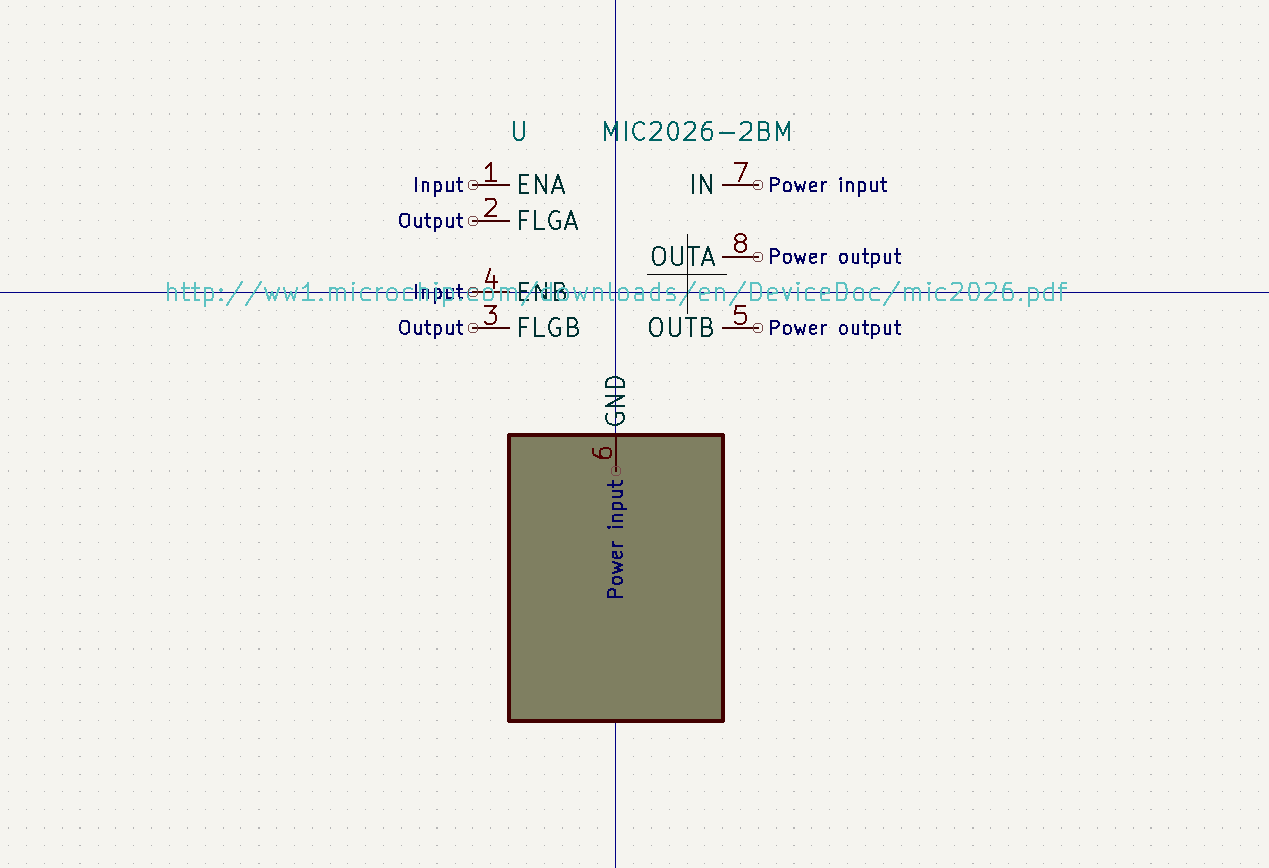 U MIC2026-2BM
Input 1 ENA IN 7 Power input
Output 2 FLGA
OUTA 8 Power output
Input 4 ENB
http://ww1.microchip.com/downloads/en/DeviceDoc/mic2026.pdf
Output 3 FLGB OUTB 5 Power output
GND
6
Power input